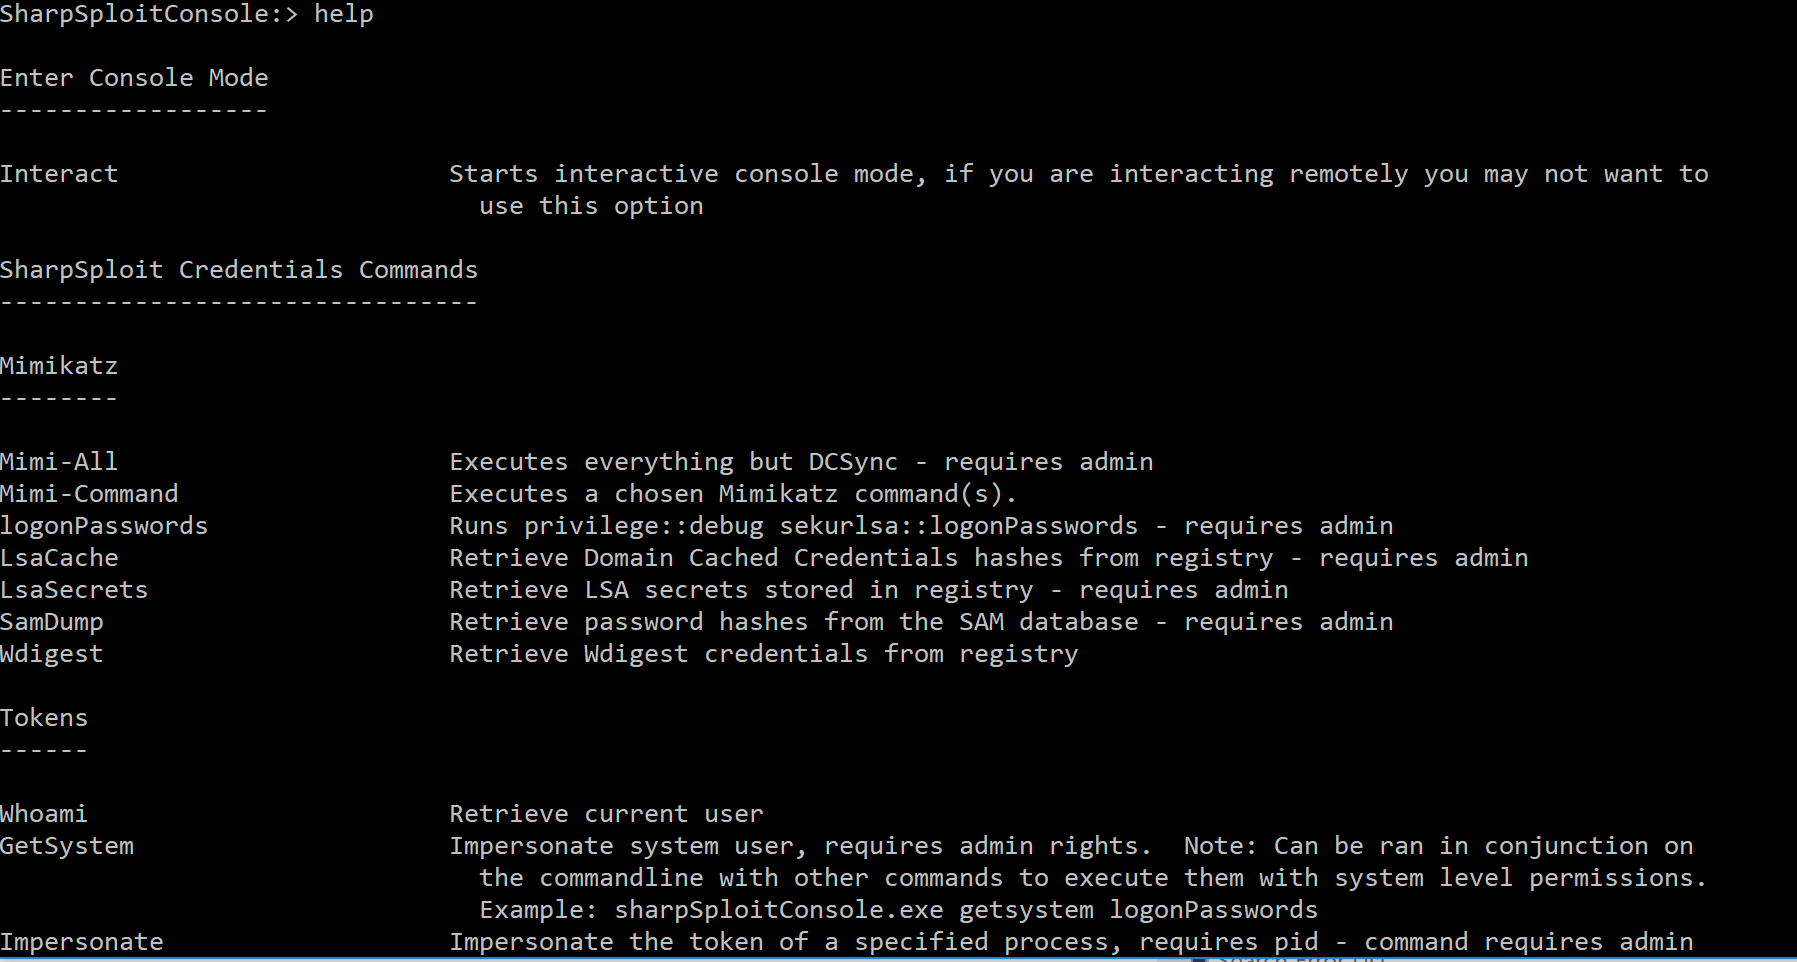 SharpSploitConsole:> help
Enter Console Mode
------------------
Interact Starts interactive console mode, if you are interacting remotely you may not want to
use this option
SharpSploit Credentials Commands
--------------------------------
Mimikatz
--------
Mimi-All Executes everything but DCSync - requires admin
Mimi-Command Executes a chosen Mimikatz command(s).
logonPasswords Runs privilege::debug sekurlsa::logonPasswords - requires admin
LsaCache Retrieve Domain Cached Credentials hashes from registry - requires admin
LsaSecrets Retrieve LSA secrets stored in registry - requires admin
SamDump Retrieve password hashes from the SAM database - requires admin
Wdigest Retrieve Wdigest credentials from registry
Tokens
------
Whoami Retrieve current user
GetSystem Impersonate system user, requires admin rights.  Note: Can be ran in conjunction on
the commandline with other commands to execute them with system level permissions.
Example: sharpSploitConsole.exe getsystem logonPasswords
Impersonate Impersonate the token of a specified process, requires pid - command requires admin